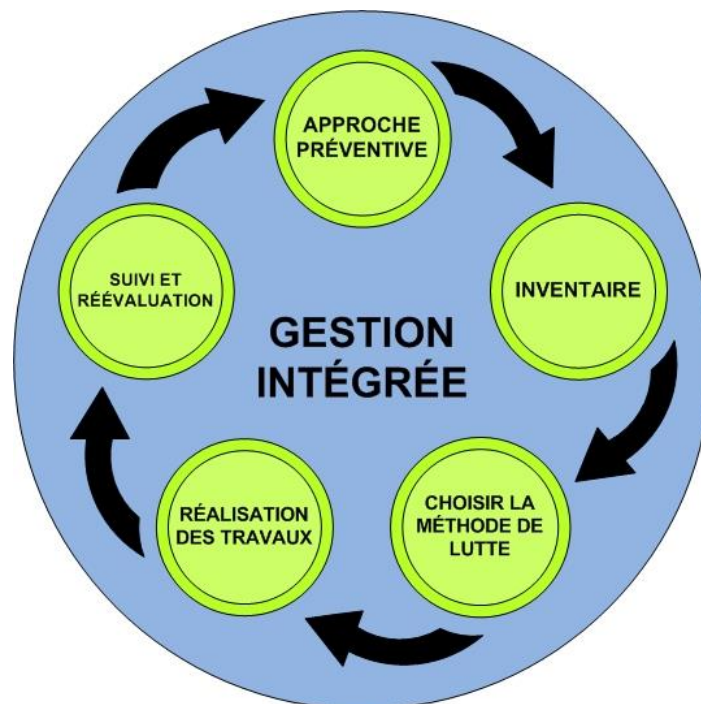 APPROCHE
PRÉVENTIVE
INVENTAIRE
CHOISIR LA
MÉTHODE DE
LUTTE
RÉALISATION
DES TRAVAUX
SUIVI ET
RÉÉVALUATION
GESTION
INTÉGRÉE